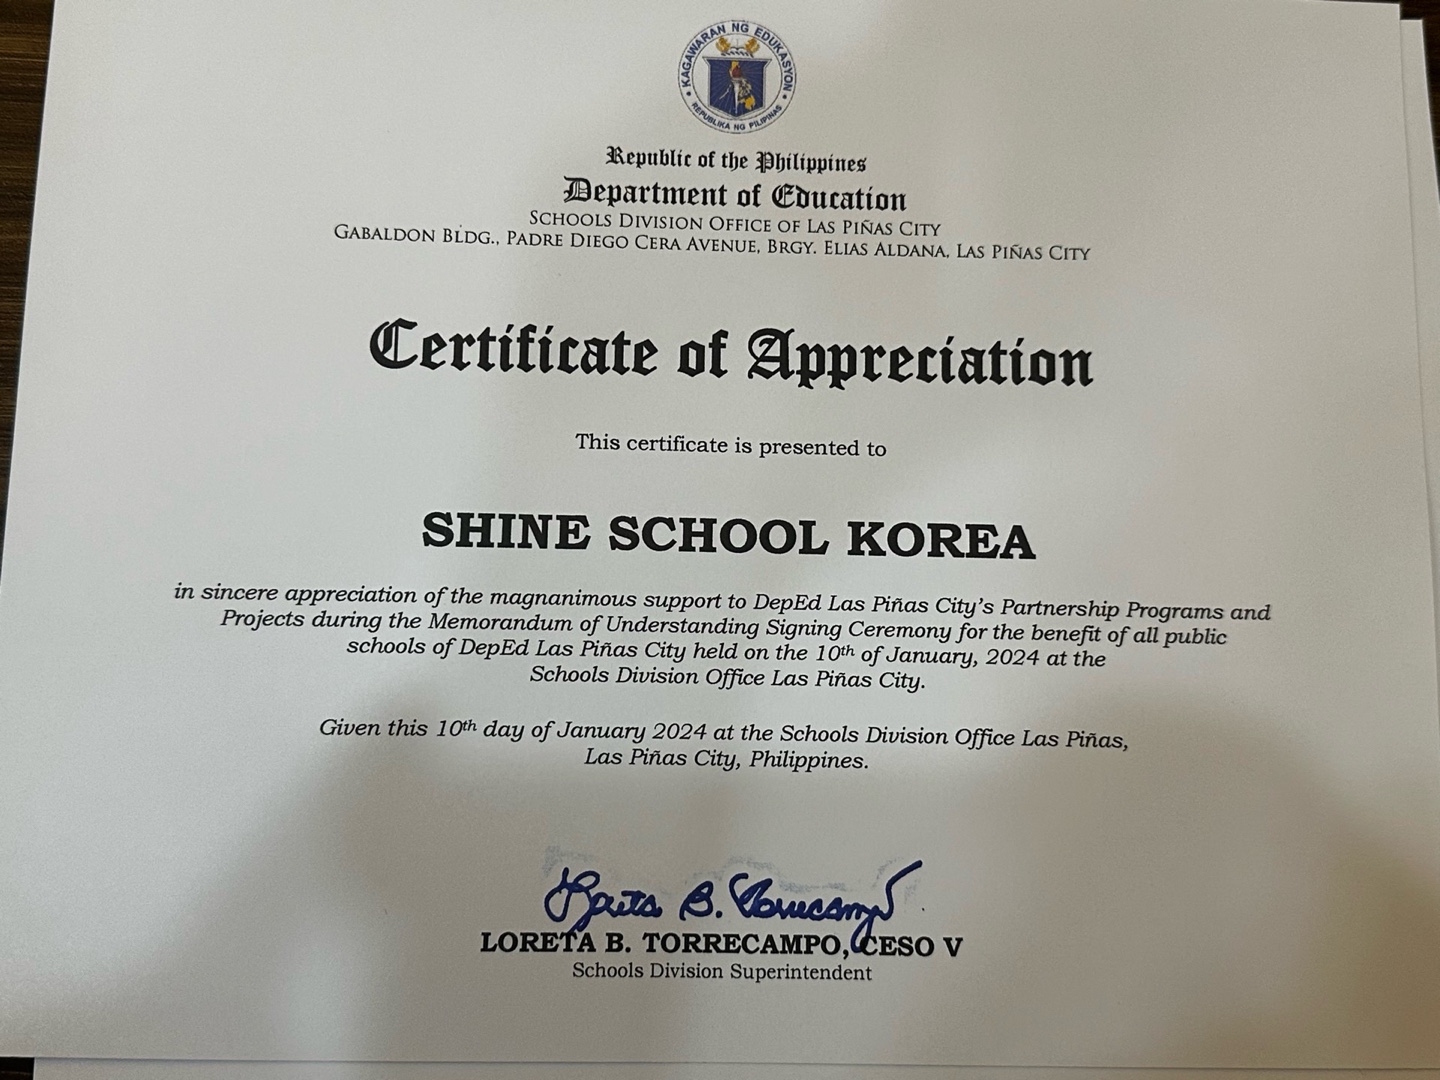 KAGAWARAN NG EDUKASYON
REPUBLIKA NG PILIPINAS
Republic of the Philippines
Department of Education
SCHOOLS DIVISION OFFICE OF LAS PIÑAS CITY
GABALDON BLDG., PADRE DIEGO CERA AVENUE, BRGY. ELIAS ALDANA, LAS PIÑAS CITY
Certificate of Appreciation
This certificate is presented to
SHINE SCHOOL KOREA
in sincere appreciation of the magnanimous support to DepEd Las Piñas City's Partnership Programs and
Projects during the Memorandum of Understanding Signing Ceremony for the benefit of all public
schools of DepEd Las Piñas City held on the 10th of January, 2024 at the
Schools Division Office Las Piñas City.
Given this 10th day of January 2024 at the Schools Division Office Las Piñas,
Las Piñas City, Philippines.
Loreta B. Torrecampo
LORETA B. TORRECAMPO, CESO V
Schools Division Superintendent